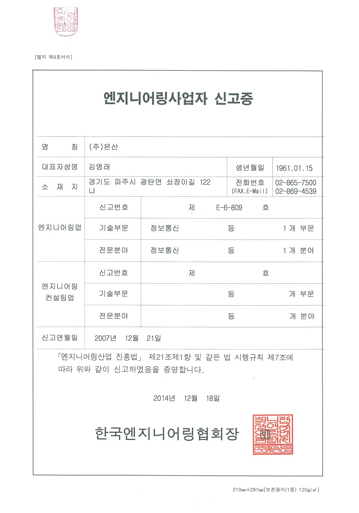 [별지 제9호서식]
엔지니어링사업자 신고증
명 칭 (주)은산
대표자성명 김영래 생년월일 1961.01.15
소 재 지 경기도 파주시 광탄면 쇠장이길 122 나 전화번호 (FAX,E-Mail) 02-865-7500 02-869-4539
엔지니어링업 신고번호 제 E-6-809 호
기술부문 정보통신 등 1개 부문
전문분야 정보통신 등 1개 분야
엔지니어링 컨설팅업 신고번호 제 호
기술부문 등 개 부문
전문분야 등 개 분야
신고연월일 2007년 12월 21일
「엔지니어링산업 진흥법」 제21조제1항 및 같은 법 시행규칙 제7조에
따라 위와 같이 신고하였음을 증명합니다.
2014년 12월 18일
한국엔지니어링협회장 인
210㎜×297㎜[보존용지(1종) 120g/㎡]